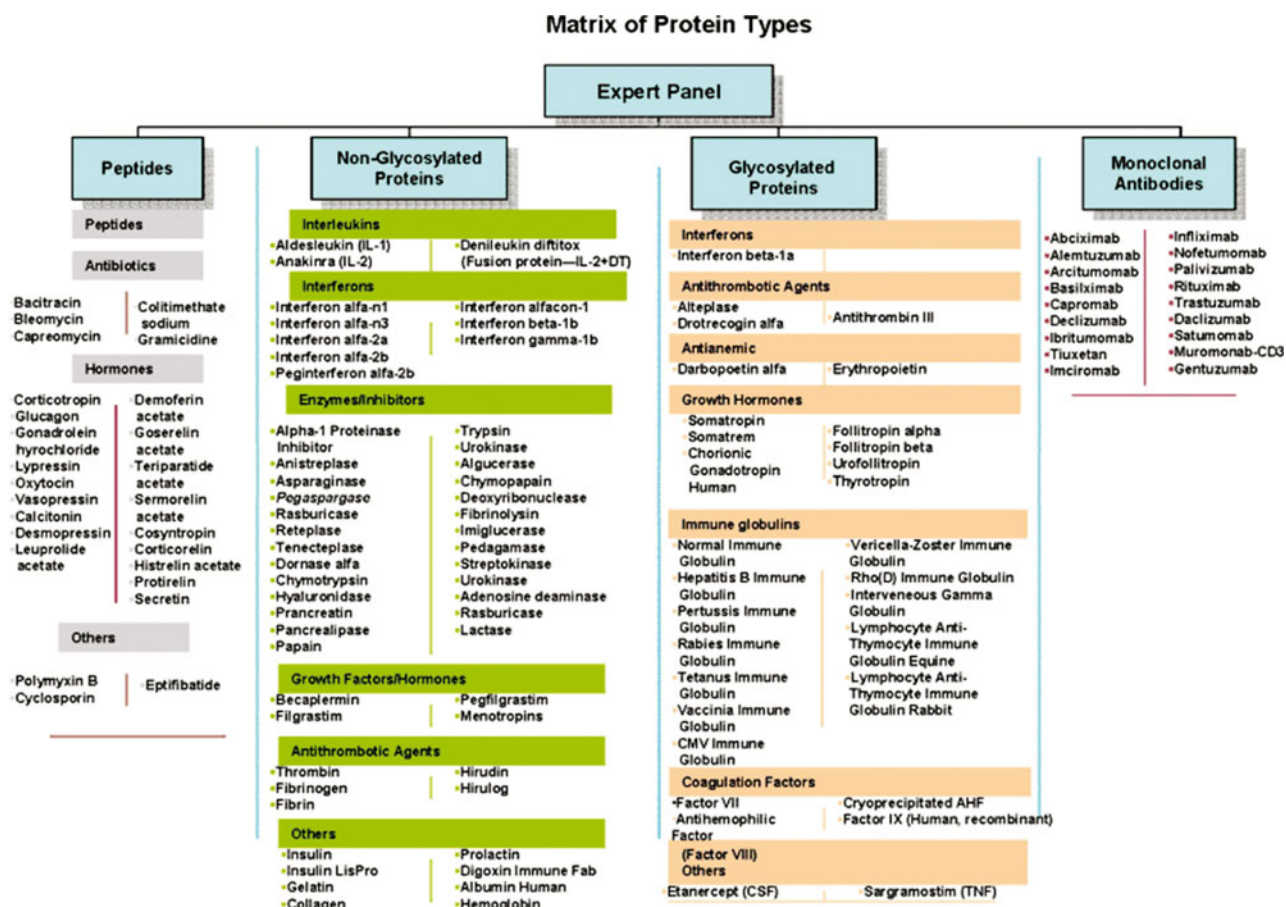 Matrix of Protein Types
Expert Panel
Peptides
Peptides
Antibiotics
Bacitracin
Bleomycin
Capreomycin
Colitimethate
sodium
Gramicidine
Hormones
Corticotropin
Glucagon
Gonadrolein
hyrochloride
Lypressin
Oxytocin
Vasopressin
Calcitonin
Desmopressin
Leuprolide
acetate
Demoferin
acetate
Goserelin
acetate
Teriparatide
acetate
Sermorelin
acetate
Cosyntropin
Corticorelin
Histrelin acetate
Protirelin
Secretin
Others
Polymyxin B
Cyclosporin
Eptifibatide
Non-Glycosylated
Proteins
Interleukins
Aldesleukin (IL-1)
Anakinra (IL-2)
Denileukin diftitox
(Fusion protein—IL-2+DT)
Interferons
Interferon alfa-n1
Interferon alfa-n3
Interferon alfa-2a
Interferon alfa-2b
Peginterferon alfa-2b
Interferon alfacon-1
Interferon beta-1b
Interferon gamma-1b
Enzymes/Inhibitors
Alpha-1 Proteinase
Inhibitor
Anistreplase
Asparaginase
Pegaspargase
Rasburicase
Reteplase
Tenecteplase
Dornase alfa
Chymotrypsin
Hyaluronidase
Prancreatin
Pancrealipase
Papain
Trypsin
Urokinase
Algucerase
Chymopapain
Deoxyribonuclease
Fibrinolysin
Imiglucerase
Pedagamase
Streptokinase
Urokinase
Adenosine deaminase
Rasburicase
Lactase
Growth Factors/Hormones
Becaplermin
Filgrastim
Pegfilgrastim
Menotropins
Antithrombotic Agents
Thrombin
Fibrinogen
Fibrin
Hirudin
Hirulog
Others
Insulin
Insulin LisPro
Gelatin
Collagen
Prolactin
Digoxin Immune Fab
Albumin Human
Hemoglobin
Glycosylated
Proteins
Interferons
Interferon beta-1a
Antithrombotic Agents
Alteplase
Drotrecogin alfa
Antithrombin III
Antianemic
Darbopoetin alfa
Erythropoietin
Growth Hormones
Somatropin
Somatrem
Chorionic
Gonadotropin
Human
Follitropin alpha
Follitropin beta
Urofollitropin
Thyrotropin
Immune globulins
Normal Immune
Globulin
Hepatitis B Immune
Globulin
Pertussis Immune
Globulin
Rabies Immune
Globulin
Tetanus Immune
Globulin
Vaccinia Immune
Globulin
CMV Immune
Globulin
Vericella-Zoster Immune
Globulin
Rho(D) Immune Globulin
Interveneous Gamma
Globulin
Lymphocyte Anti-
Thymocyte Immune
Globulin Equine
Lymphocyte Anti-
Thymocyte Immune
Globulin Rabbit
Coagulation Factors
Factor VII
Antihemophilic
Factor
(Factor VIII)
Cryoprecipitated AHF
Factor IX (Human, recombinant)
Others
Etanercept (CSF)
Sargramostim (TNF)
Monoclonal
Antibodies
Abciximab
Alemtuzumab
Arcitumomab
Basilximab
Capromab
Declizumab
Ibritumomab
Tiuxetan
Imciromab
Infliximab
Nofetumomab
Palivizumab
Rituximab
Trastuzumab
Daclizumab
Satumomab
Muromonab-CD3
Gentuzumab